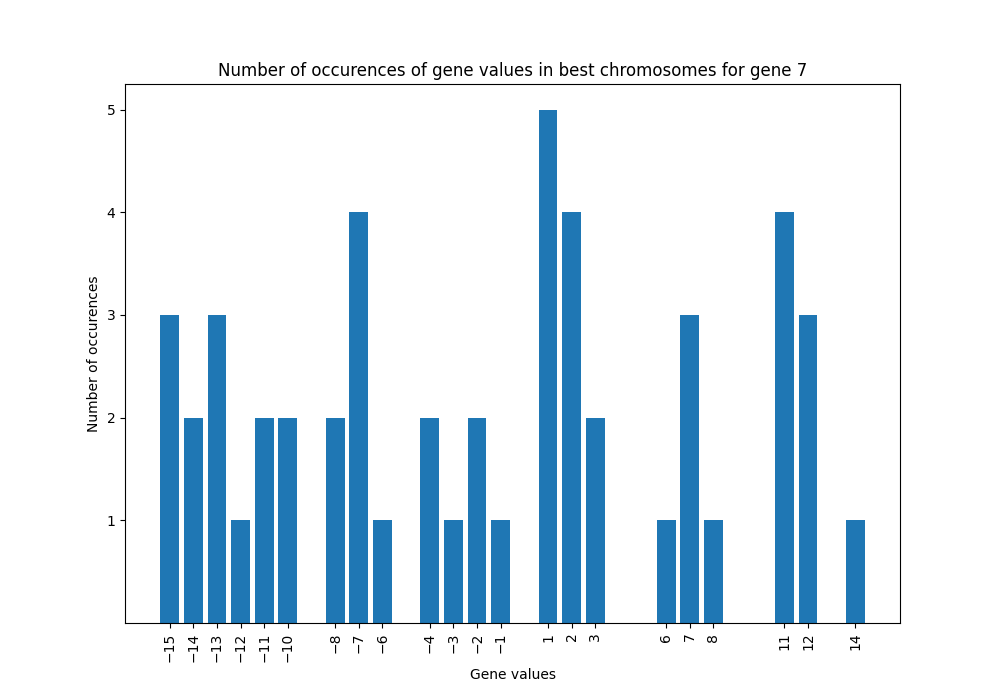 Number of occurences of gene values in best chromosomes for gene 7
Number of occurences
5
4
3
2
1
−15 −14 −13 −12 −11 −10 −8 −7 −6 −4 −3 −2 −1 1 2 3 6 7 8 11 12 14
Gene values